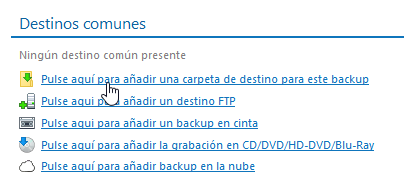 Destinos comunes
Ningún destino común presente
Pulse aquí para añadir una carpeta de destino para este backup
Pulse aqui para añadir un destino FTP
Pulse aquí para añadir un backup en cinta
Pulse aquí para añadir la grabación en CD/DVD/HD-DVD/Blu-Ray
Pulse aquí para añadir backup en la nube